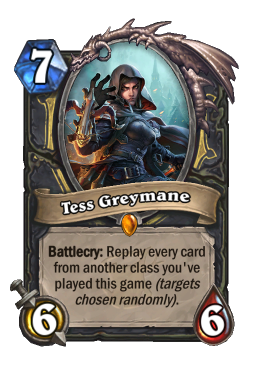 7
Tess Greymane
Battlecry: Replay every card
from another class you've
played this game (targets
chosen randomly).
6 6